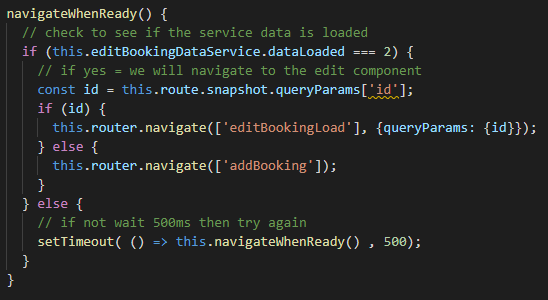 navigateWhenReady() {
// check to see if the service data is loaded
if (this.editBookingDataService.dataLoaded === 2) {
// if yes = we will navigate to the edit component
const id = this.route.snapshot.queryParams['id'];
if (id) {
this.router.navigate(['editBookingLoad'], {queryParams: {id}});
} else {
this.router.navigate(['addBooking']);
}
} else {
// if not wait 500ms then try again
setTimeout( () => this.navigateWhenReady() , 500);
}
}